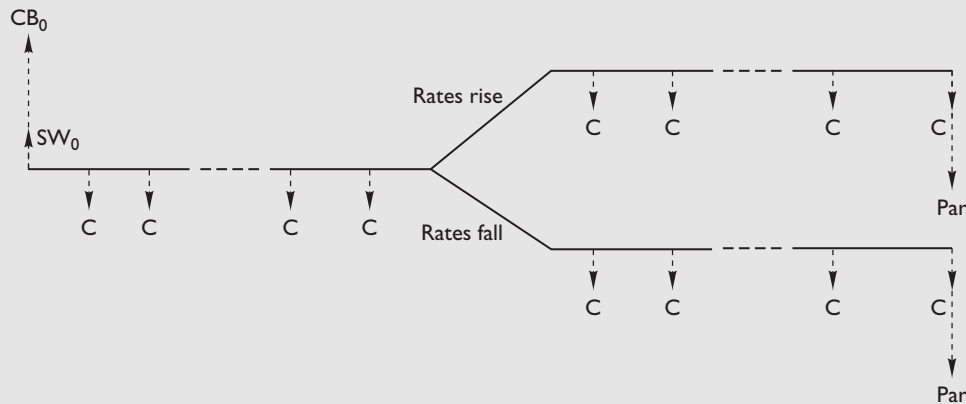 CB₀
SW₀
Rates rise
C C C C
Par
C C C C
Rates fall
C C C C
Par